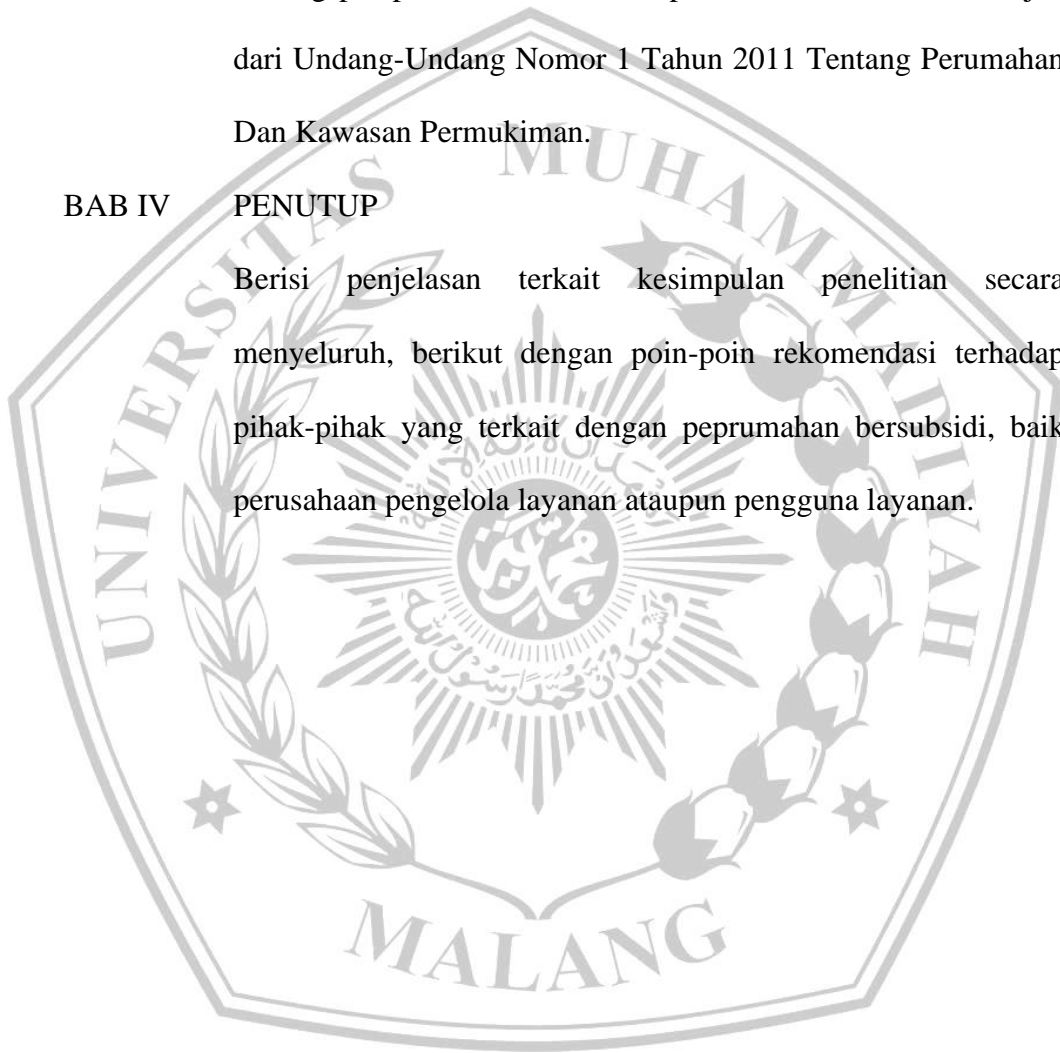 dari Undang-Undang Nomor 1 Tahun 2011 Tentang Perumahan
Dan Kawasan Permukiman.
BAB IV PENUTUP
Berisi penjelasan terkait kesimpulan penelitian secara
menyeluruh, berikut dengan poin-poin rekomendasi terhadap
pihak-pihak yang terkait dengan peprumahan bersubsidi, baik
perusahaan pengelola layanan ataupun pengguna layanan.
UNIVERSITAS MUHAMMADIYAH
MALANG